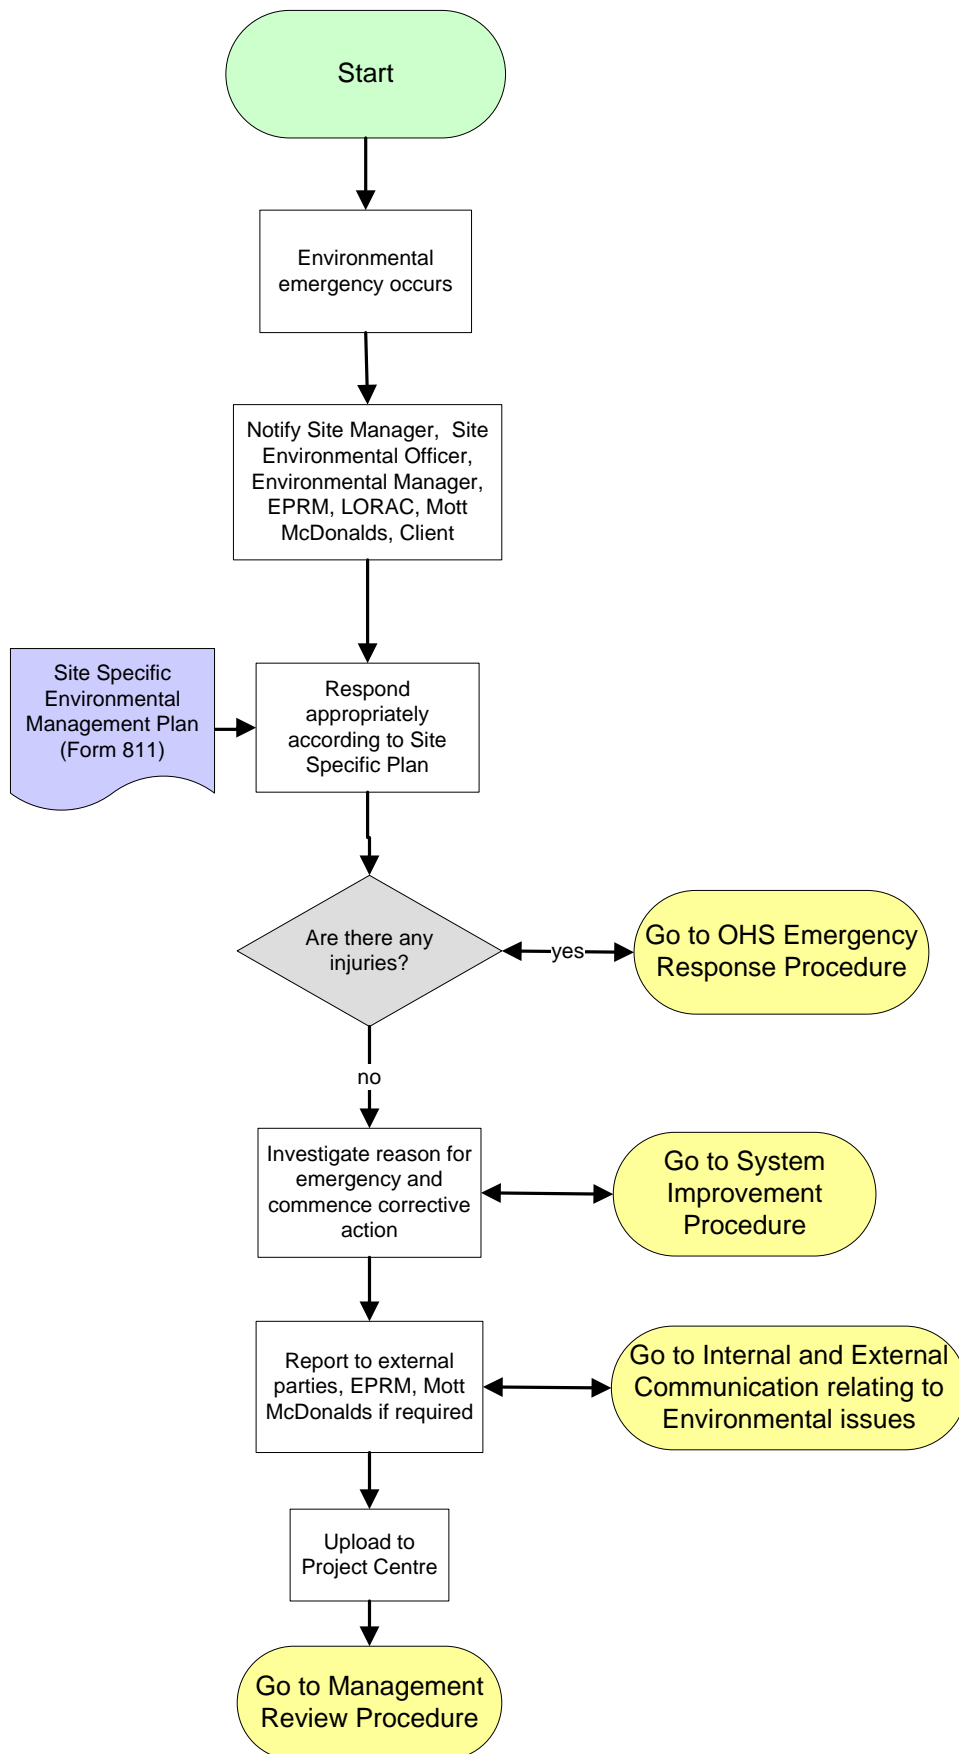 Start
Environmental
emergency occurs
Notify Site Manager,  Site
Environmental Officer,
Environmental Manager,
EPRM, LORAC, Mott
McDonalds, Client
Site Specific
Environmental
Management Plan
(Form 811)
Respond
appropriately
according to Site
Specific Plan
Are there any
injuries?
yes
Go to OHS Emergency
Response Procedure
no
Investigate reason for
emergency and
commence corrective
action
Go to System
Improvement
Procedure
Report to external
parties, EPRM, Mott
McDonalds if required
Go to Internal and External
Communication relating to
Environmental issues
Upload to
Project Centre
Go to Management
Review Procedure